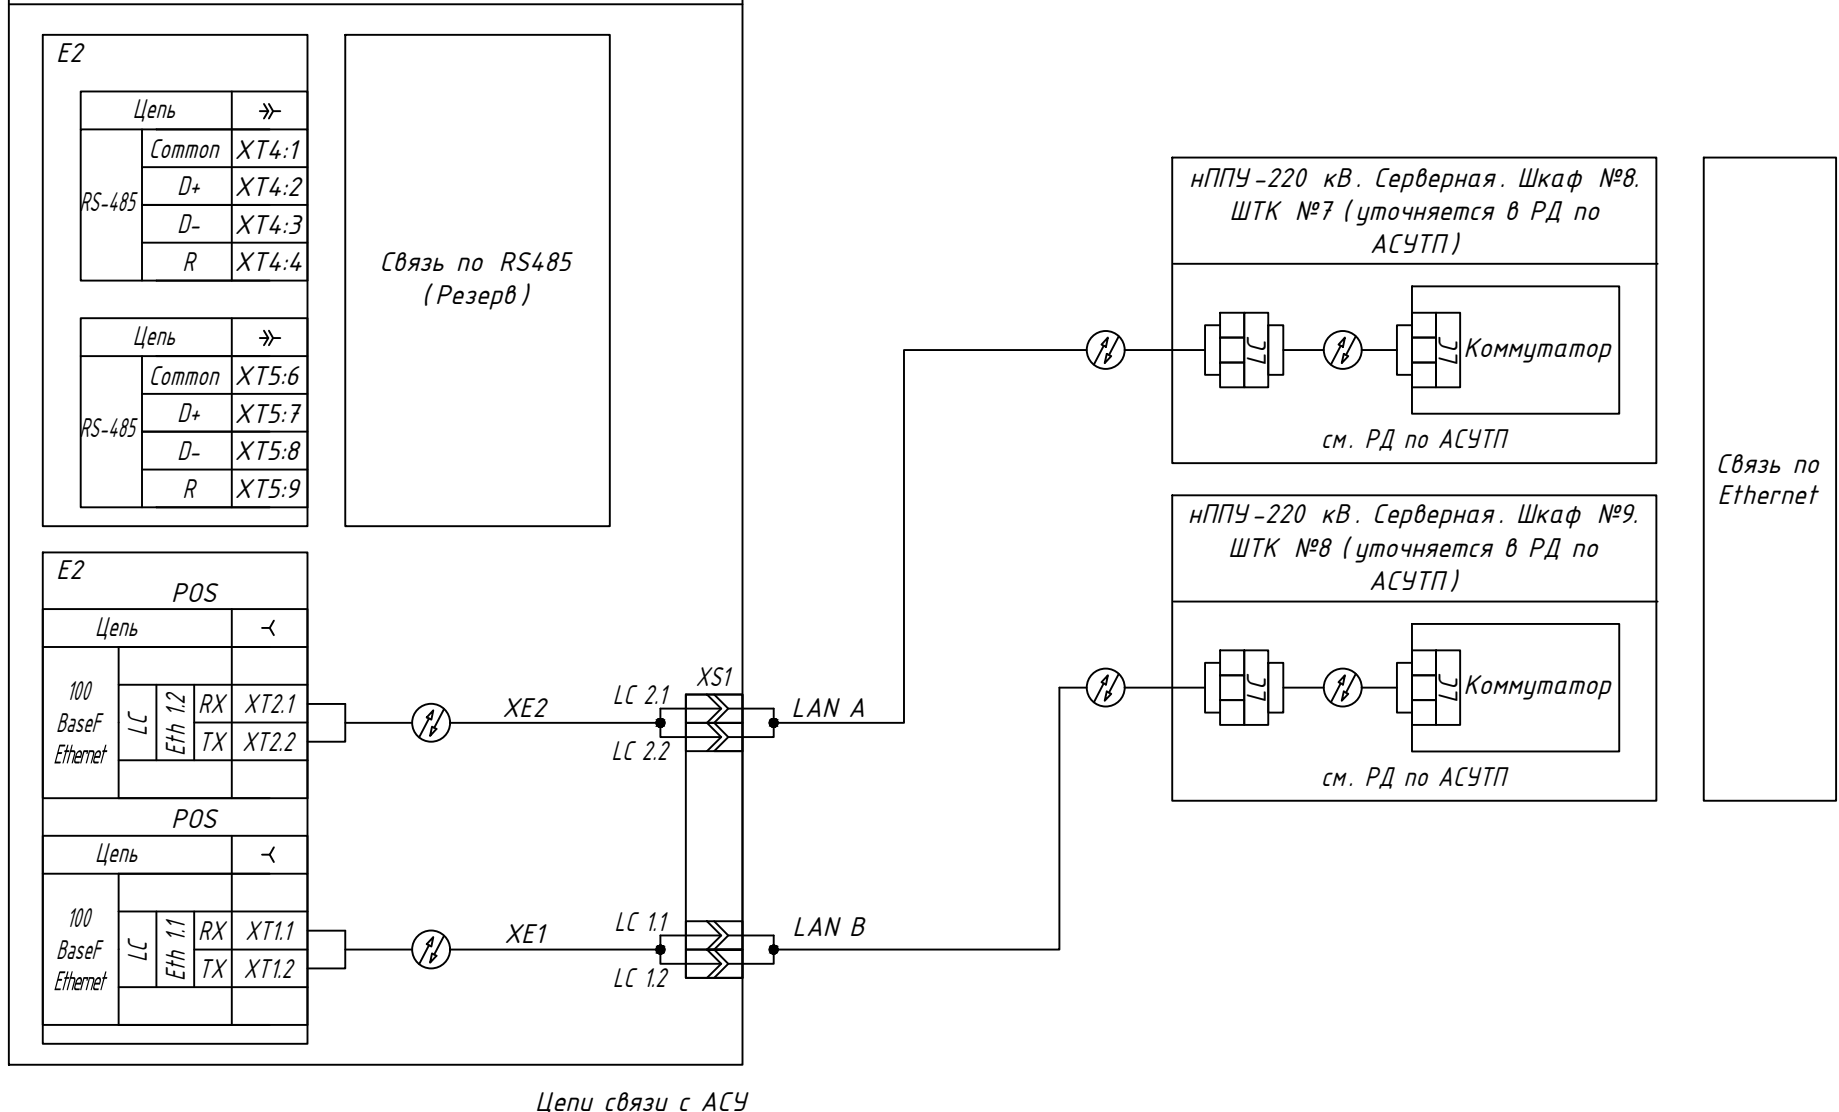 E2
Цепь
RS-485
Common XT4:1
D+ XT4:2
D- XT4:3
R XT4:4
Цепь
RS-485
Common XT5:6
D+ XT5:7
D- XT5:8
R XT5:9
Связь по RS485
(Резерв)
E2
POS
Цепь
100
BaseF
Ethernet
LC
Eth 1.2
RX XT2.1
TX XT2.2
POS
Цепь
100
BaseF
Ethernet
LC
Eth 1.1
RX XT1.1
TX XT1.2
XE2
LC 2.1
LC 2.2
XS1
LAN A
XE1
LC 1.1
LC 1.2
LAN B
нППУ-220 кВ. Серверная. Шкаф №8.
ШТК №7 (уточняется в РД по
АСУТП)
LC
LC
Коммутатор
см. РД по АСУТП
нППУ-220 кВ. Серверная. Шкаф №9.
ШТК №8 (уточняется в РД по
АСУТП)
LC
LC
Коммутатор
см. РД по АСУТП
Связь по
Ethernet
Цепи связи с АСУ